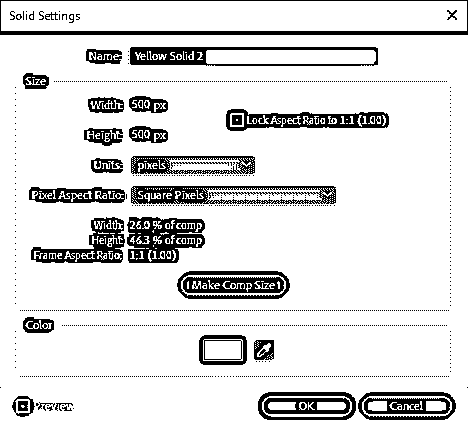 Solid Settings
Name: Yellow Solid 2
Size
Width: 500 px
Lock Aspect Ratio to 1:1 (1.00)
Height: 500 px
Units: pixels
Pixel Aspect Ratio: Square Pixels
Width: 26.0 % of comp
Height: 46.3 % of comp
Frame Aspect Ratio: 1:1 (1.00)
Make Comp Size
Color
Preview
OK
Cancel